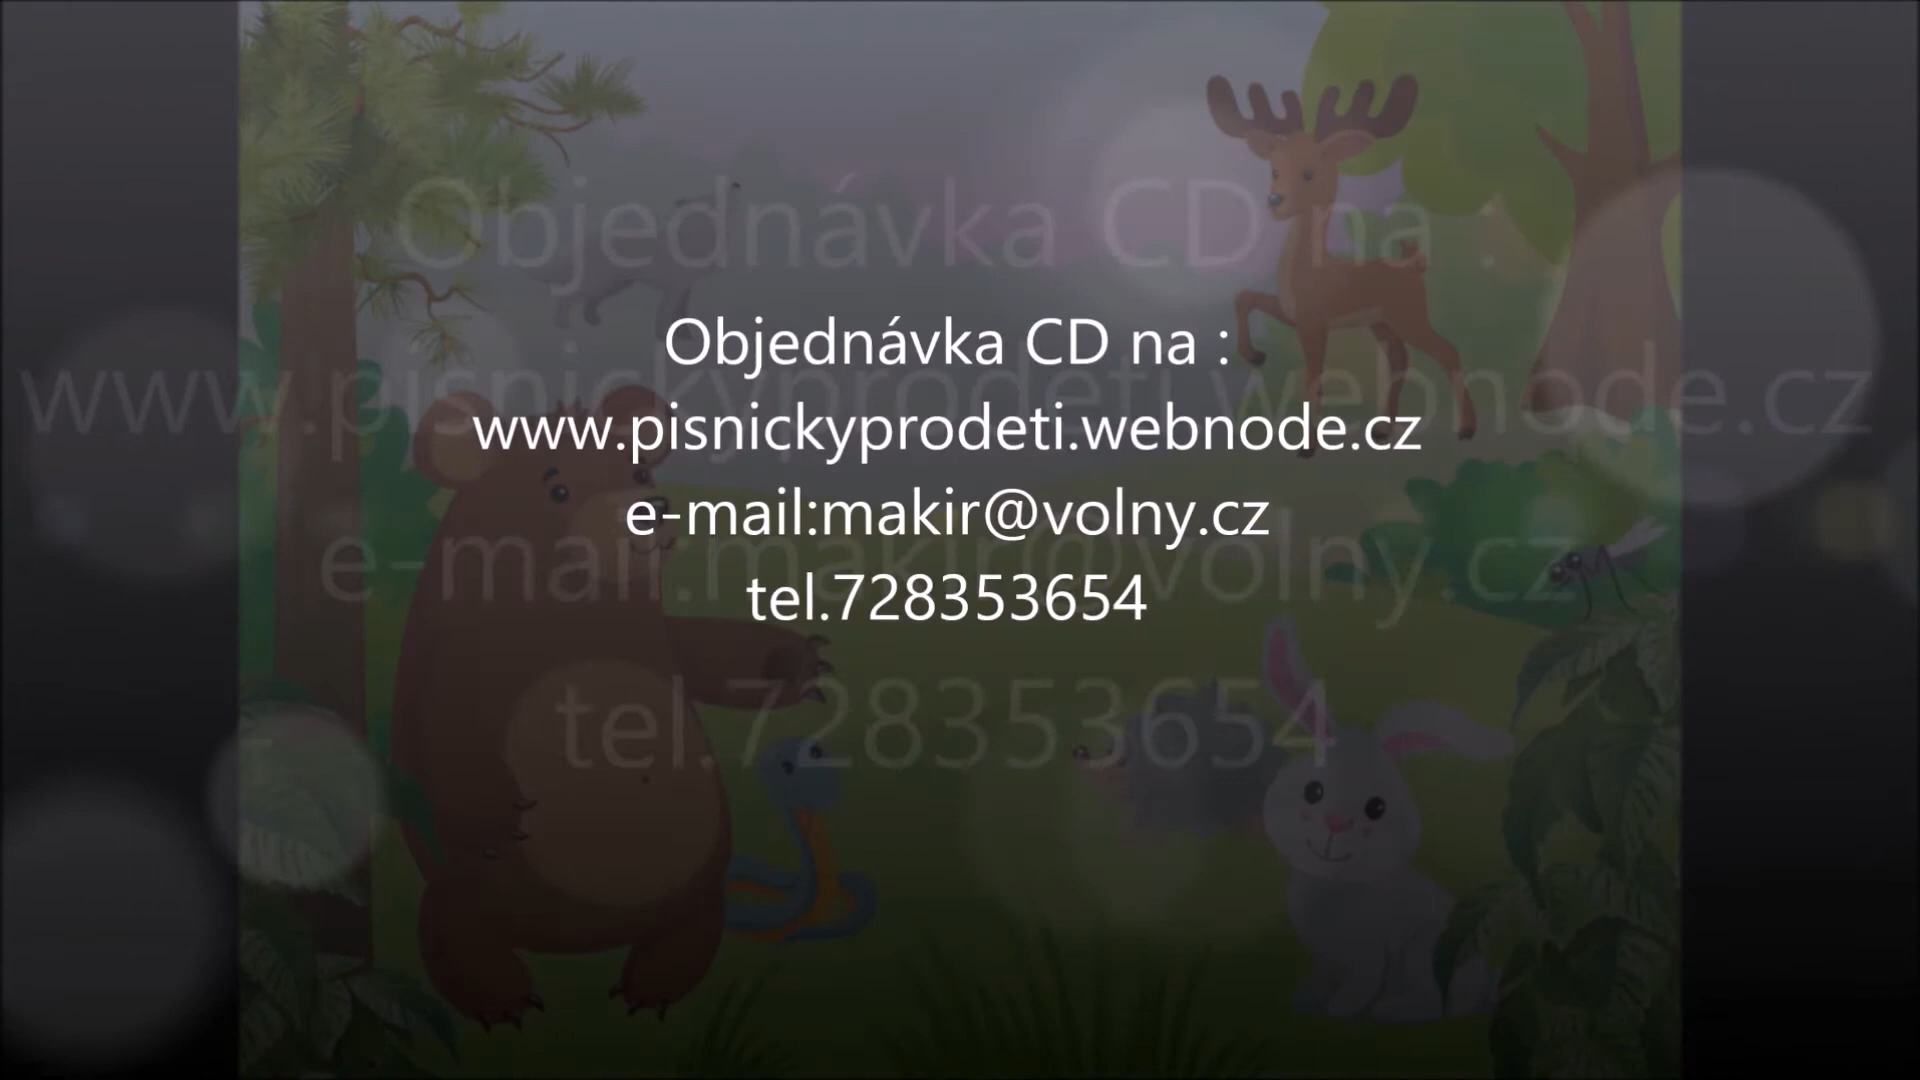 Objednávka CD na :
www.pisnickyprodeti.webnode.cz
e-mail:makir@volny.cz
tel.728353654